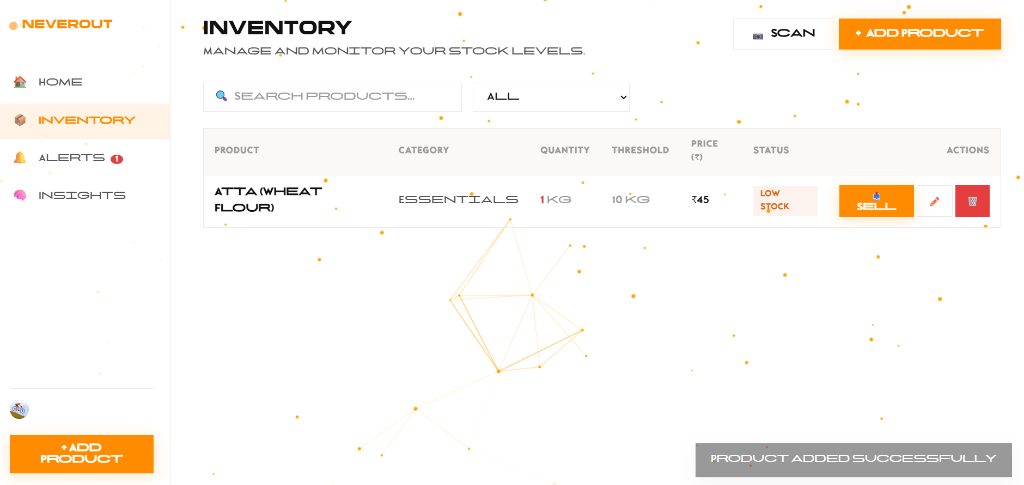 NEVEROUT
HOME
INVENTORY
ALERTS 1
INSIGHTS
+ ADD
PRODUCT
INVENTORY
MANAGE AND MONITOR YOUR STOCK LEVELS.
SCAN
+ ADD PRODUCT
SEARCH PRODUCTS...
ALL
PRODUCT CATEGORY QUANTITY THRESHOLD PRICE (₹) STATUS ACTIONS
ATTA (WHEAT
FLOUR)
ESSENTIALS
1 KG
10 KG
₹45
LOW
STOCK
SELL
PRODUCT ADDED SUCCESSFULLY